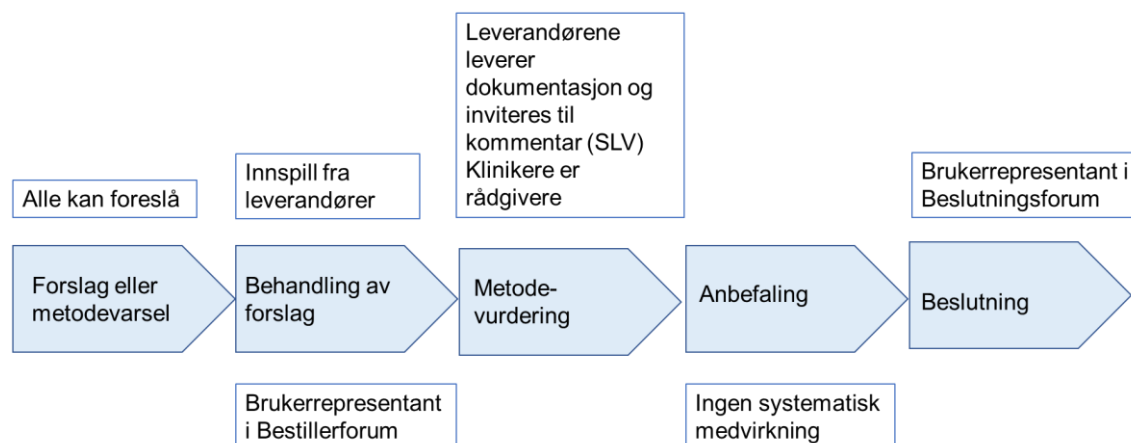 Leverandørene
leverer
dokumentasjon og
inviteres til
kommentar (SLV)
Klinikere er
rådgivere
Alle kan foreslå
Innspill fra
leverandører
Brukerrepresentant i
Beslutningsforum
Forslag eller
metodevarsel
Behandling av
forslag
Metode-
vurdering
Anbefaling
Beslutning
Brukerrepresentant
i Bestillerforum
Ingen systematisk
medvirkning